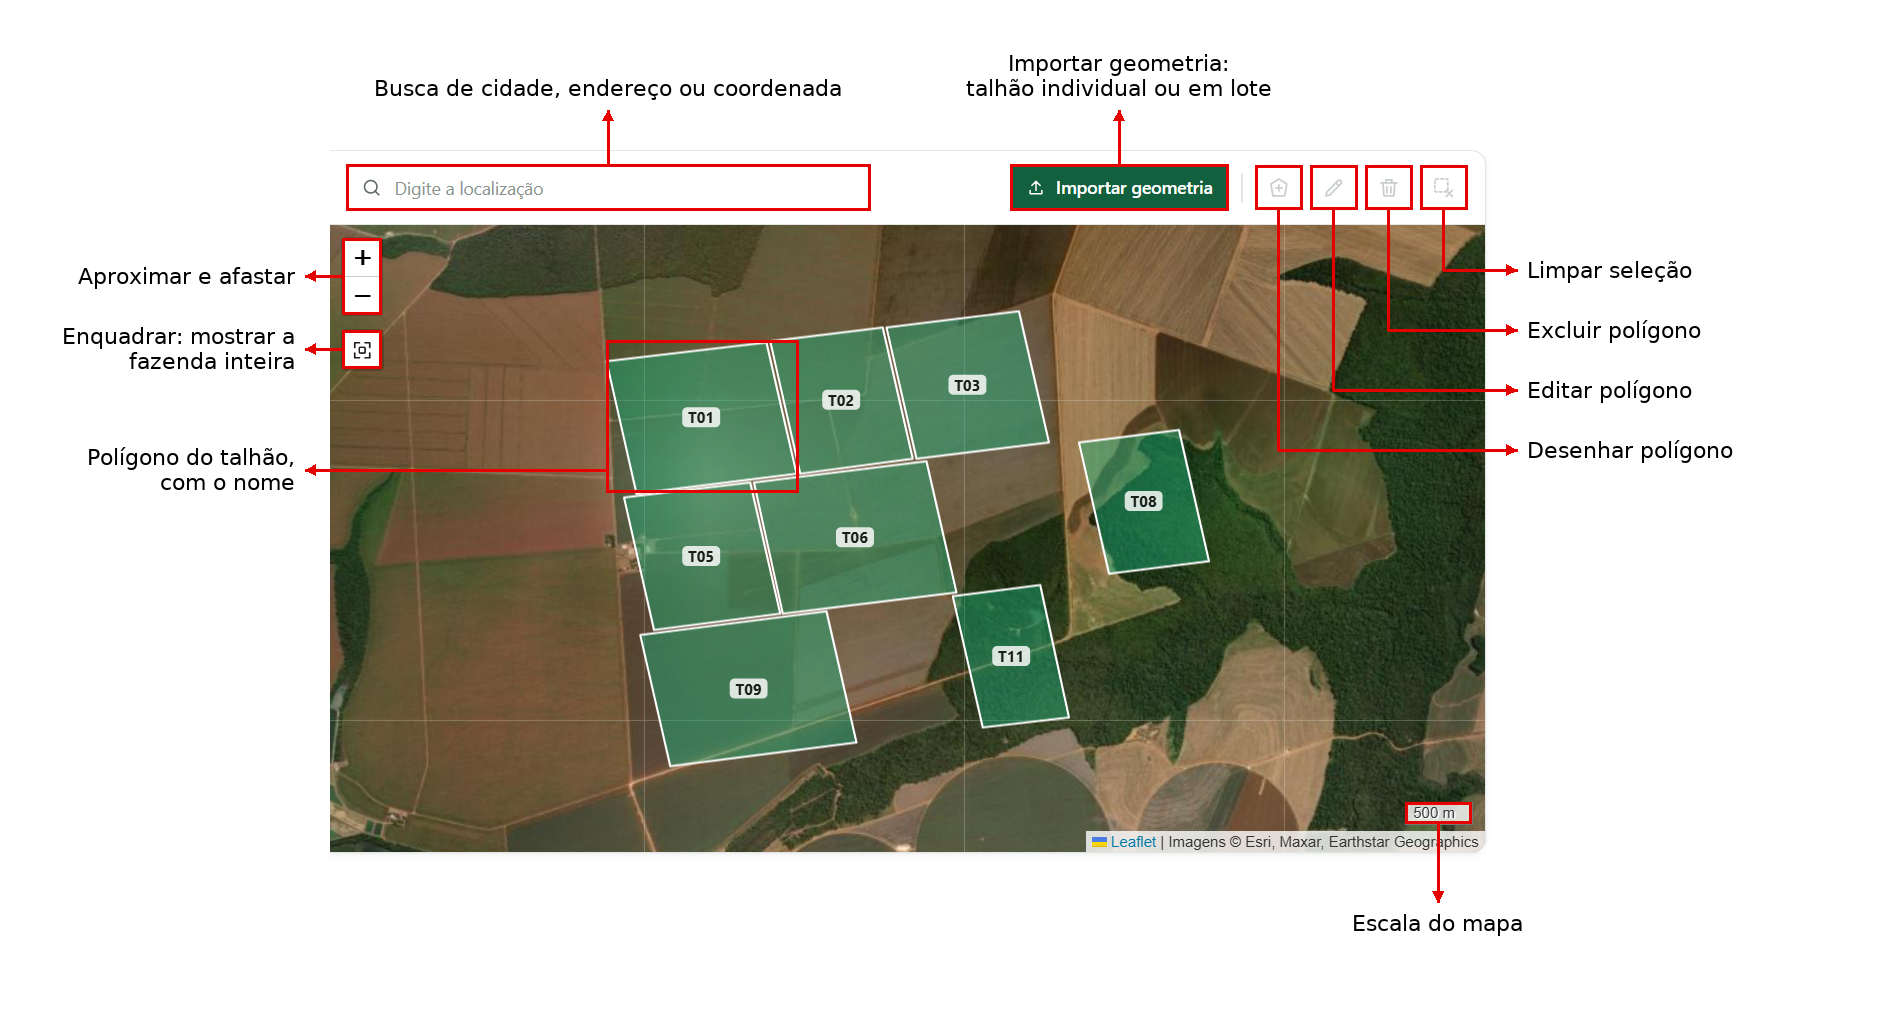 Importar geometria:
talhão individual ou em lote
Busca de cidade, endereço ou coordenada
Digite a localização
Importar geometria
Aproximar e afastar
Enquadrar: mostrar a
fazenda inteira
Polígono do talhão,
com o nome
Limpar seleção
Excluir polígono
Editar polígono
Desenhar polígono
T01
T02
T03
T05
T06
T08
T09
T11
500 m
Leaflet | Imagens © Esri, Maxar, Earthstar Geographics
Escala do mapa